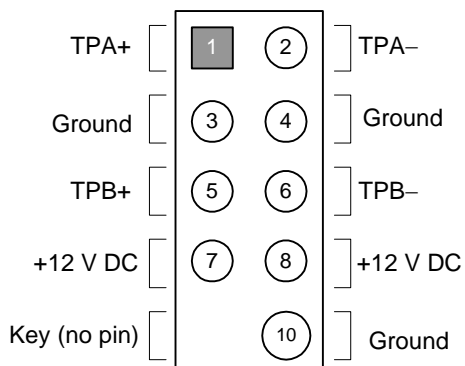 TPA+ 1 2 TPA−
Ground 3 4 Ground
TPB+ 5 6 TPB−
+12 V DC 7 8 +12 V DC
Key (no pin) 10 Ground